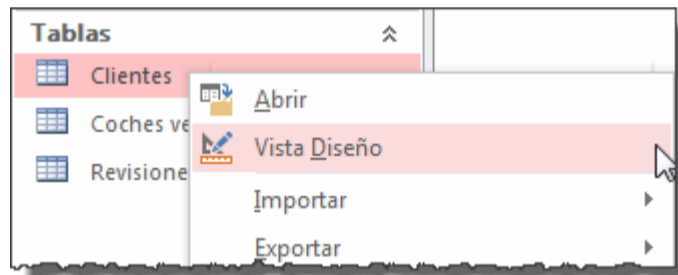 Tablas
Clientes
Abrir
Coches ve
Vista Diseño
Revisione
Importar
Exportar